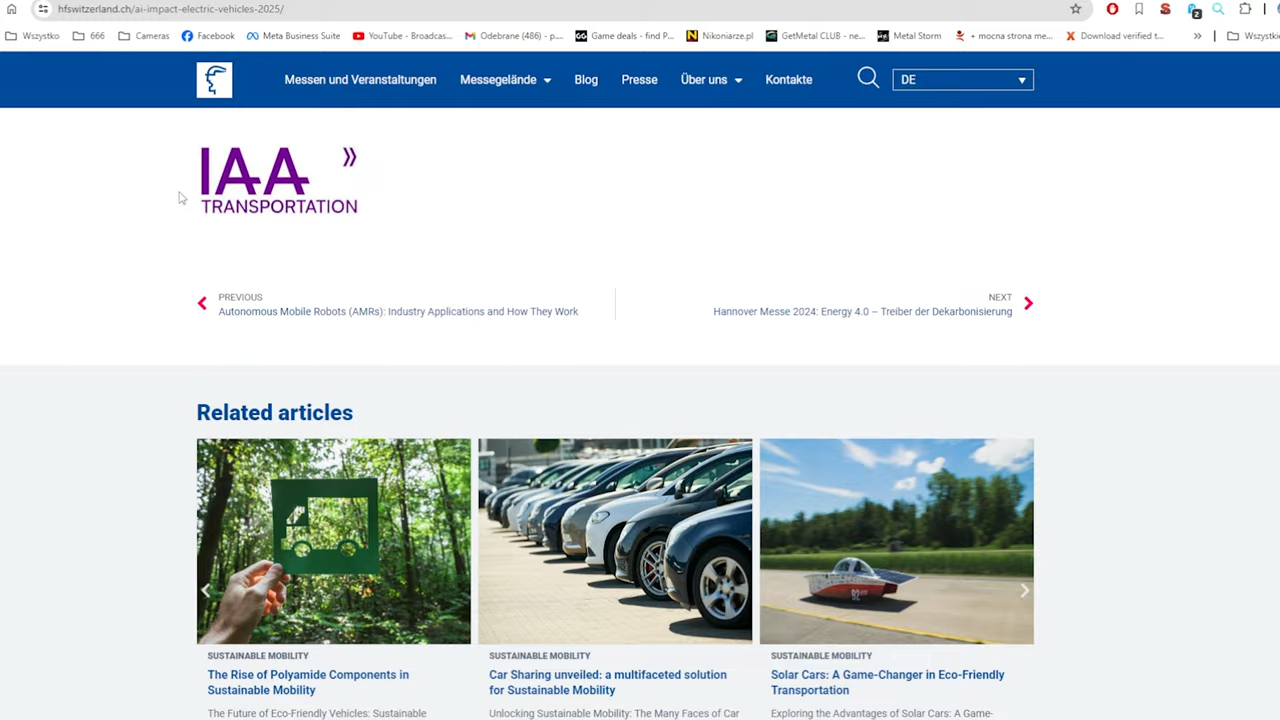 hfswitzerland.ch/ai-impact-electric-vehicles-2025/
2
Wszystko 666 Cameras Facebook Meta Business Suite YouTube - Broadcas... Odebrane (486) - p.... Game deals - find P... Nikoniarze.pl GetMetal CLUB - ne... Metal Storm + mocna strona me... Download verified t... » Wszystkie
Messen und Veranstaltungen Messegelände Blog Presse Über uns Kontakte DE
IAA
TRANSPORTATION
PREVIOUS
Autonomous Mobile Robots (AMRs): Industry Applications and How They Work
NEXT
Hannover Messe 2024: Energy 4.0 – Treiber der Dekarbonisierung
Related articles
SUSTAINABLE MOBILITY
The Rise of Polyamide Components in
Sustainable Mobility
The Future of Eco-Friendly Vehicles: Sustainable
SUSTAINABLE MOBILITY
Car Sharing unveiled: a multifaceted solution
for Sustainable Mobility
Unlocking Sustainable Mobility: The Many Faces of Car
92
SUSTAINABLE MOBILITY
Solar Cars: A Game-Changer in Eco-Friendly
Transportation
Exploring the Advantages of Solar Cars: A Game-